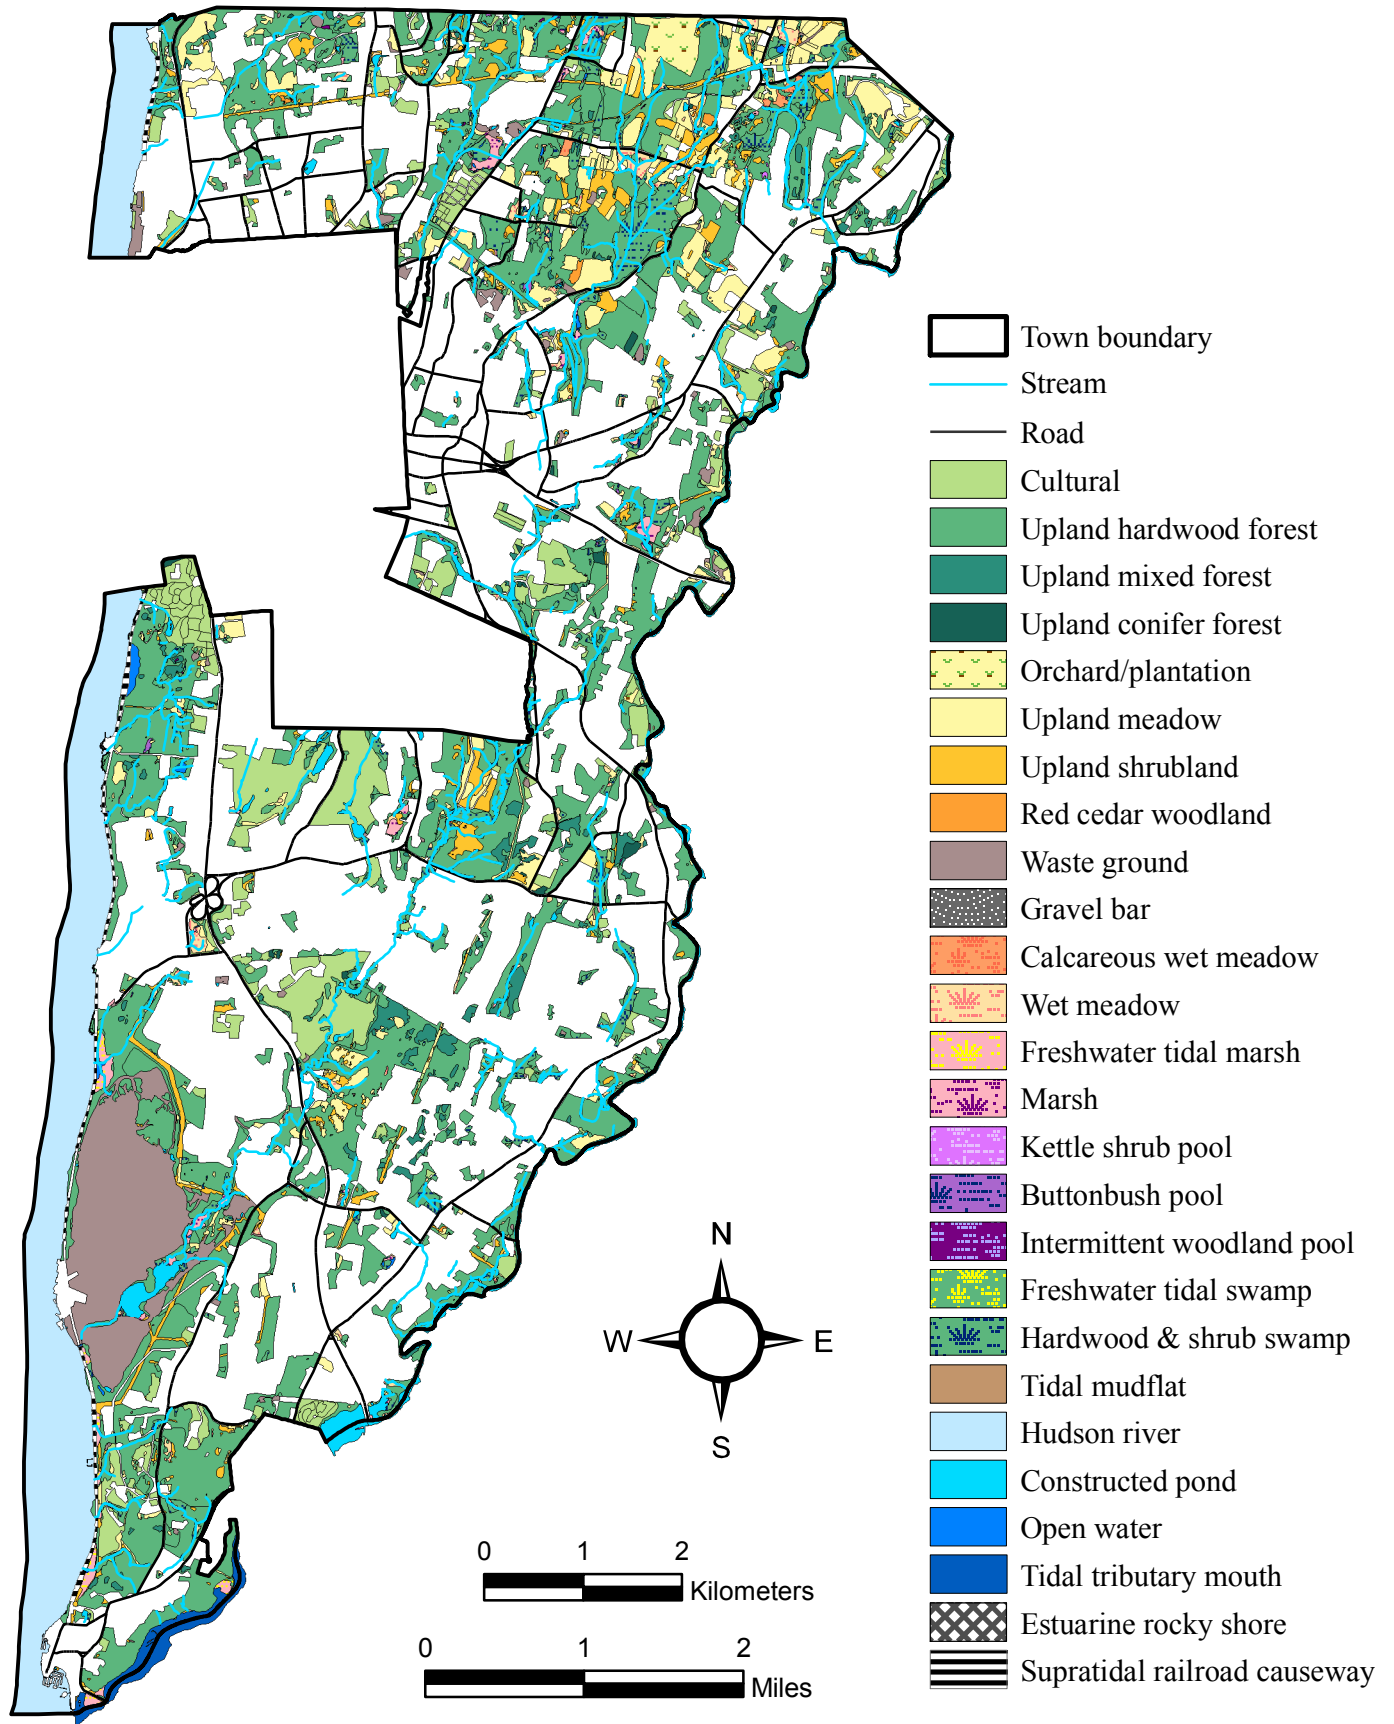 Town boundary
Stream
Road
Cultural
Upland hardwood forest
Upland mixed forest
Upland conifer forest
Orchard/plantation
Upland meadow
Upland shrubland
Red cedar woodland
Waste ground
Gravel bar
Calcareous wet meadow
Wet meadow
Freshwater tidal marsh
Marsh
Kettle shrub pool
Buttonbush pool
Intermittent woodland pool
Freshwater tidal swamp
Hardwood & shrub swamp
Tidal mudflat
Hudson river
Constructed pond
Open water
Tidal tributary mouth
Estuarine rocky shore
Supratidal railroad causeway
N
W E
S
0 1 2
Kilometers
0 1 2
Miles